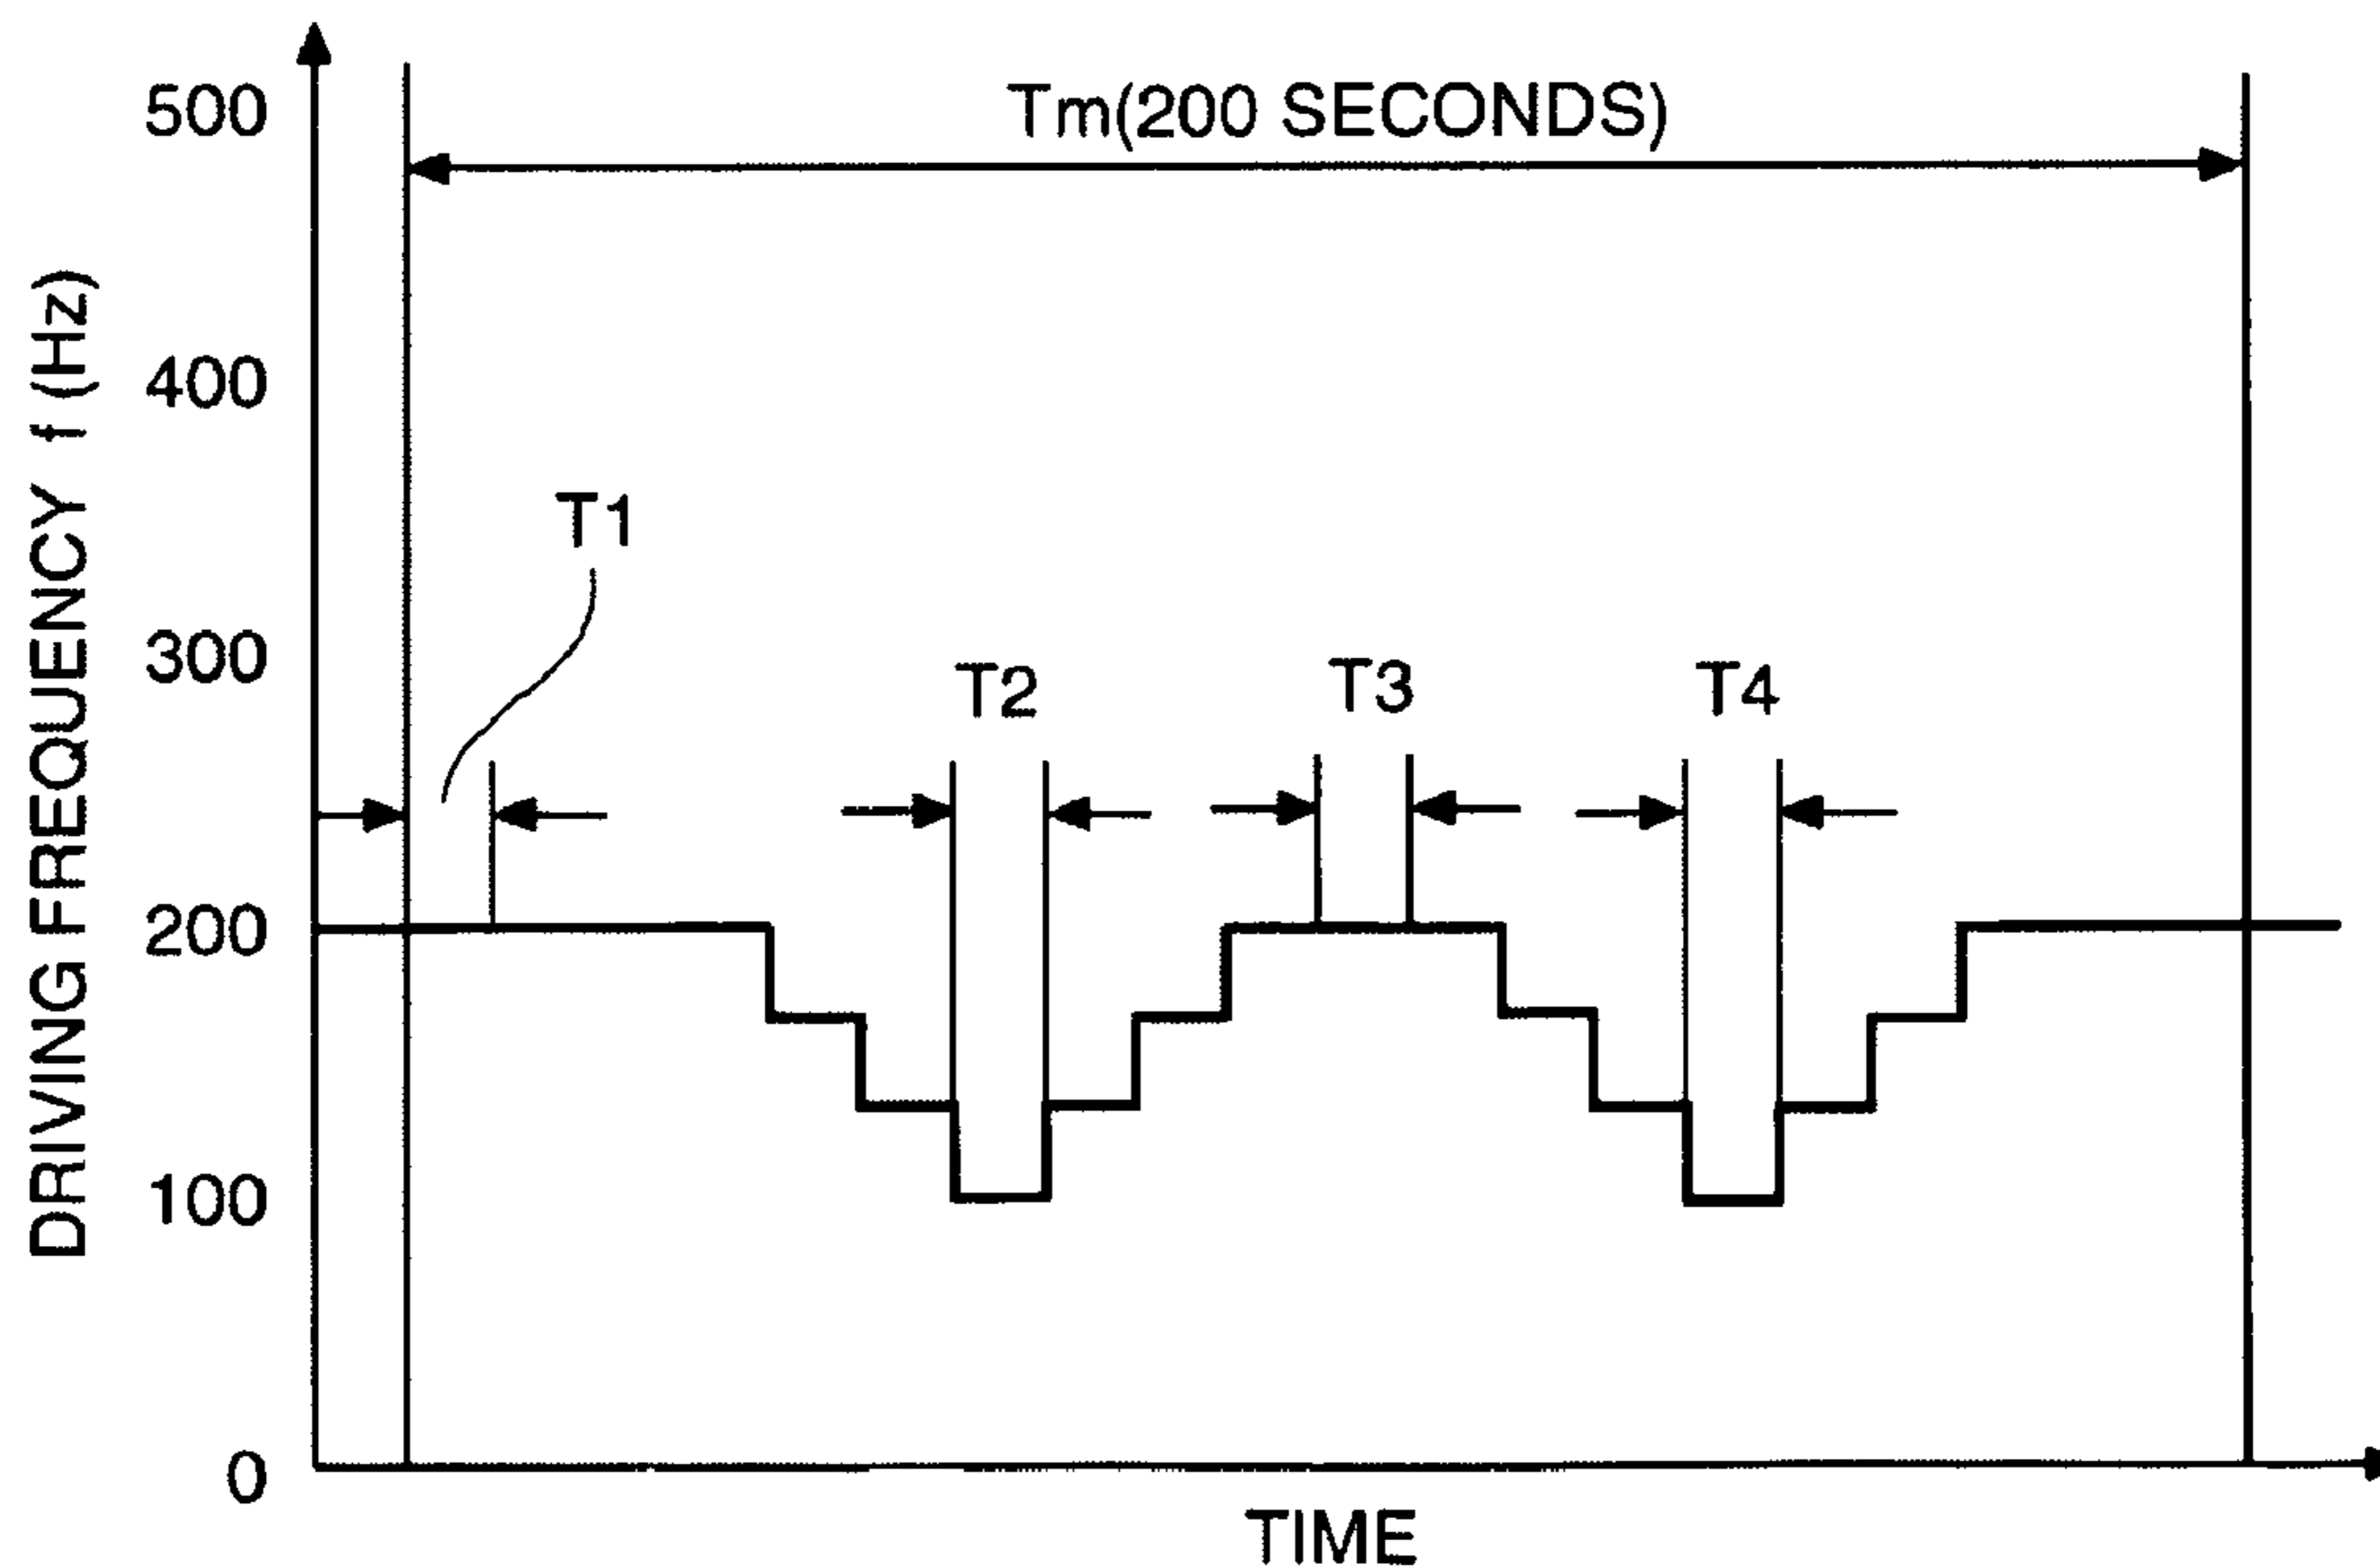 Tm(200 SECONDS)
500
400
300
200
100
0
DRIVING FREQUENCY f (Hz)
T1
T2
T3
T4
TIME